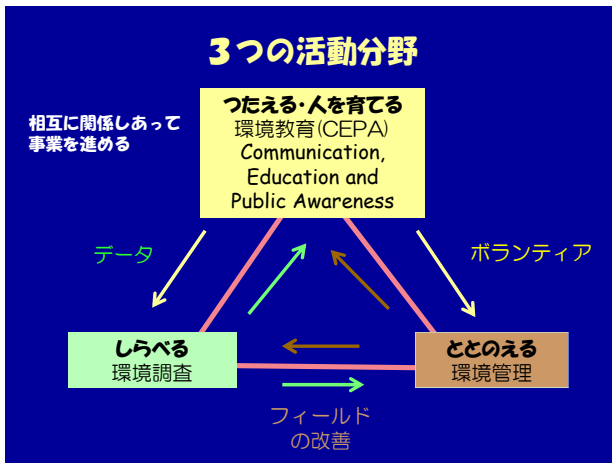 3つの活動分野
相互に関係しあって
事業を進める
つたえる・人を育てる
環境教育(CEPA)
Communication,
Education and
Public Awareness
データ
ボランティア
しらべる
環境調査
ととのえる
環境管理
フィールド
の改善